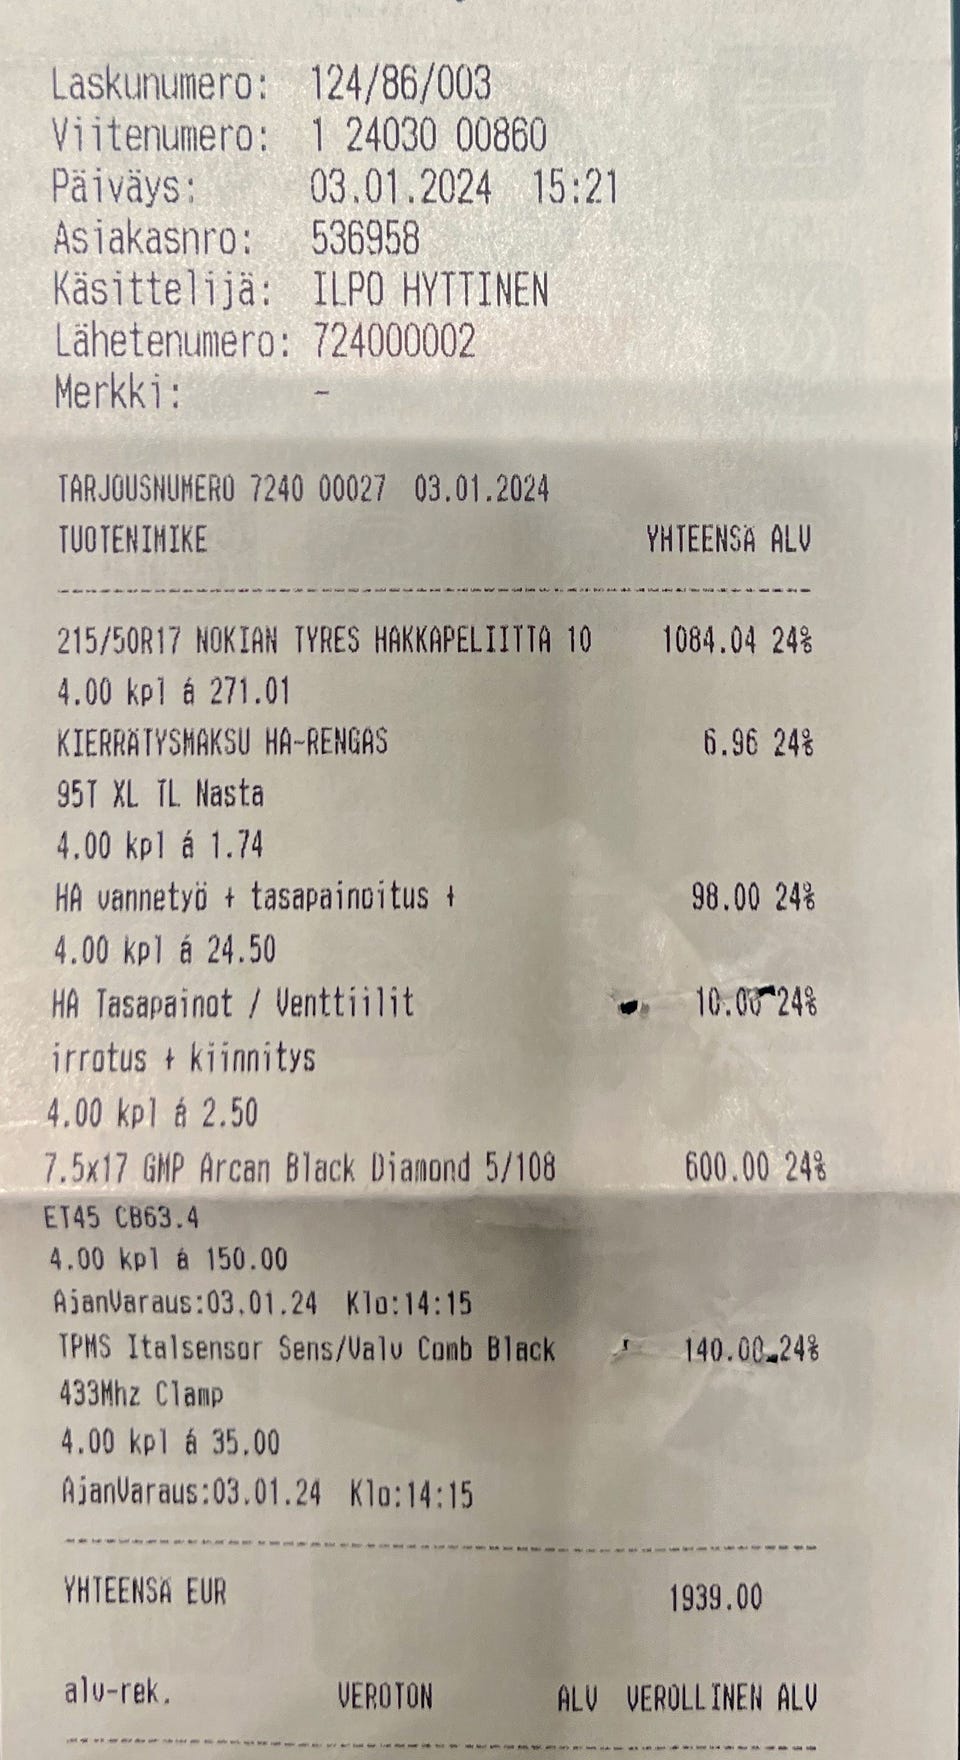 Laskunumero: 124/86/003
Viitenumero: 1 24030 00860
Päiväys: 03.01.2024 15:21
Asiakasnro: 536958
Käsittelijä: ILPO HYTTINEN
Lähetenumero: 724000002
Merkki: -
TARJOUSNUMERO 7240 00027 03.01.2024
TUOTENIMIKE YHTEENSÄ ALV
215/50R17 NOKIAN TYRES HAKKAPELIITTA 10 1084.04 24%
4.00 kpl á 271.01
KIERRÄTYSMAKSU HA-RENGAS 6.96 24%
95T XL TL Nasta
4.00 kpl á 1.74
HA vannetyö + tasapainoitus + 98.00 24%
4.00 kpl á 24.50
HA Tasapainot / Venttiilit 10.00 24%
irrotus + kiinnitys
4.00 kpl á 2.50
7.5x17 GMP Arcan Black Diamond 5/108 600.00 24%
ET45 CB63.4
4.00 kpl á 150.00
AjanVaraus:03.01.24 Klo:14:15
TPMS Italsensor Sens/Valv Comb Black 140.00 24%
433Mhz Clamp
4.00 kpl á 35.00
AjanVaraus:03.01.24 Klo:14:15
YHTEENSÄ EUR 1939.00
alv-rek. VEROTON ALV VEROLLINEN ALV